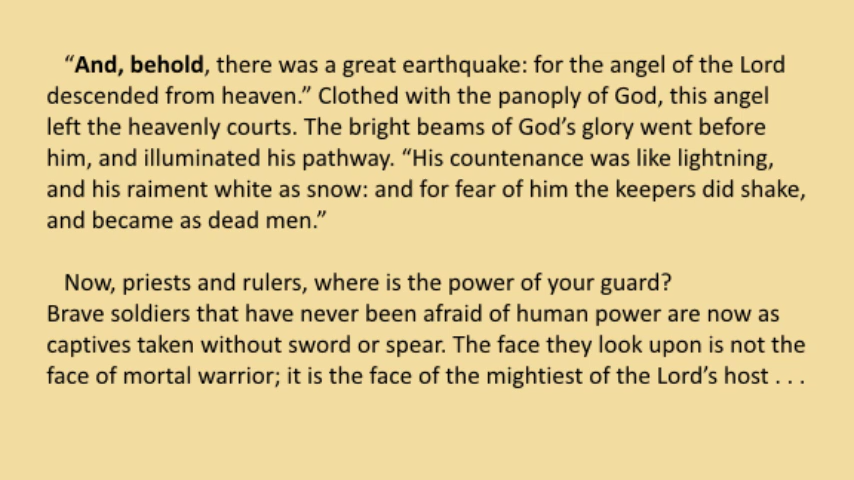 “And, behold, there was a great earthquake: for the angel of the Lord
descended from heaven.” Clothed with the panoply of God, this angel
left the heavenly courts. The bright beams of God’s glory went before
him, and illuminated his pathway. “His countenance was like lightning,
and his raiment white as snow: and for fear of him the keepers did shake,
and became as dead men.”
Now, priests and rulers, where is the power of your guard?
Brave soldiers that have never been afraid of human power are now as
captives taken without sword or spear. The face they look upon is not the
face of mortal warrior; it is the face of the mightiest of the Lord’s host . . .